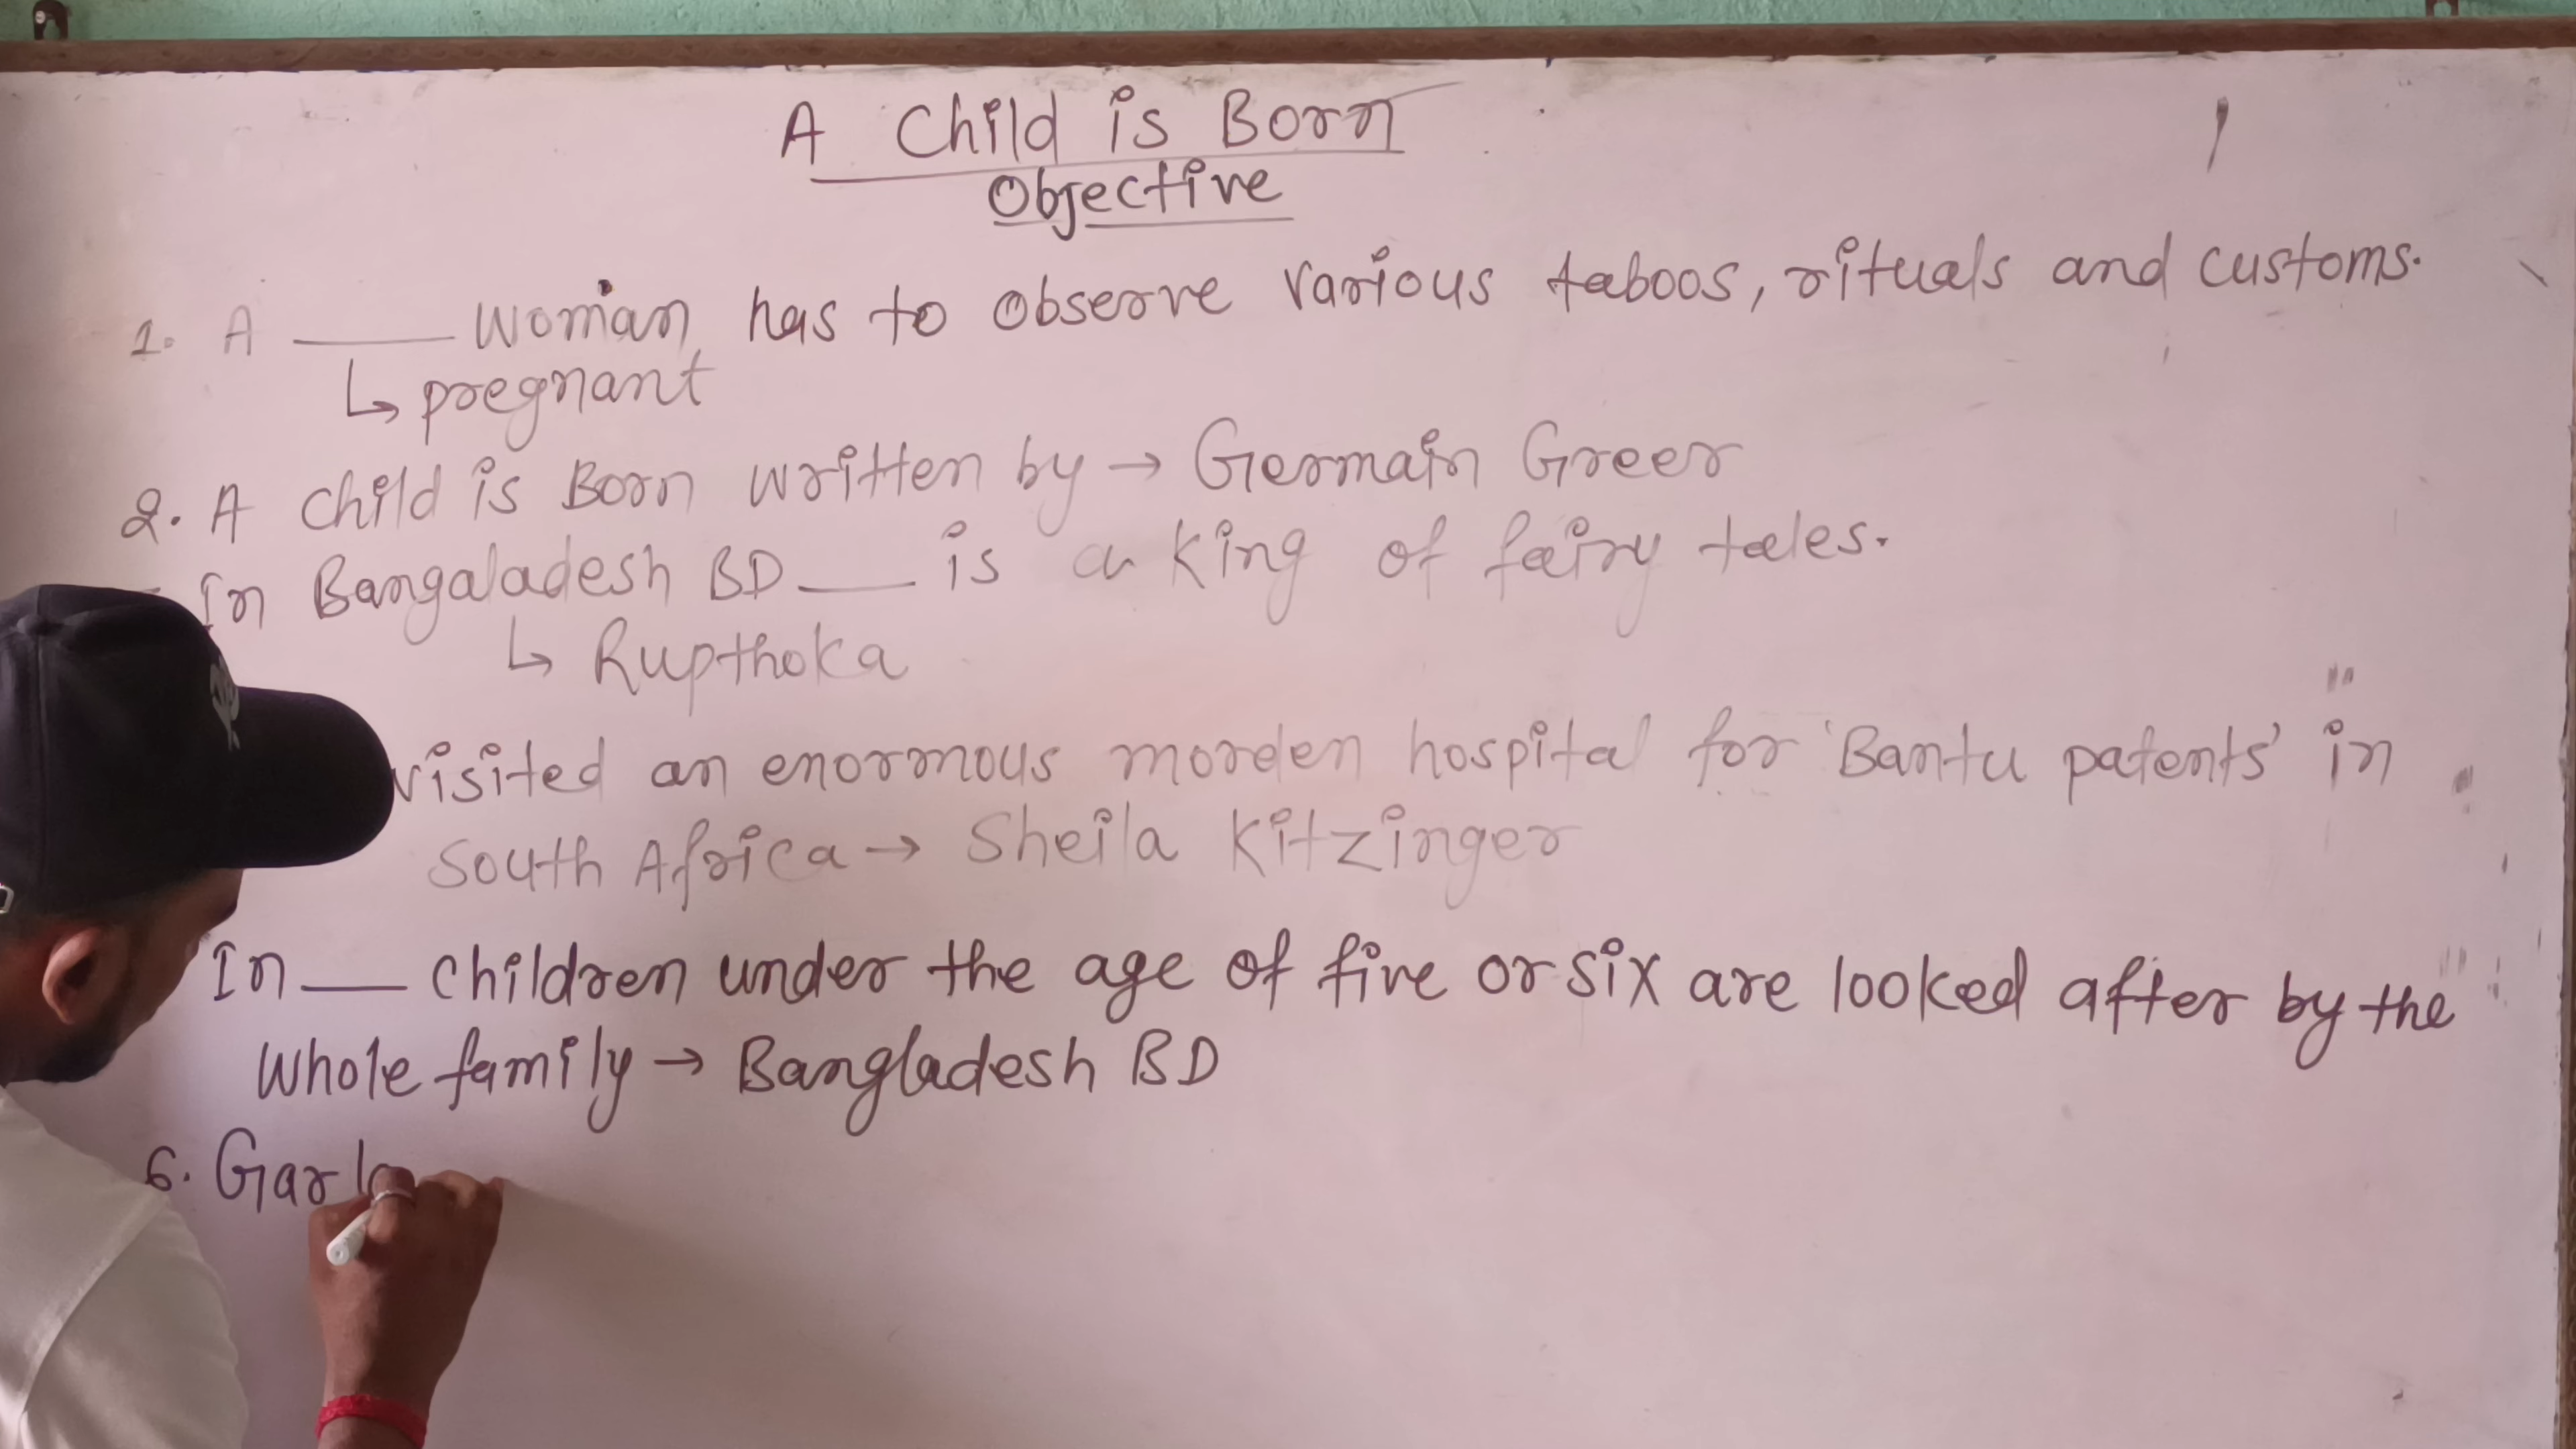 A Child is Born
Objective
1. A ____ woman has to observe various taboos, rituals and customs.
↳ pregnant
2. A child is Born written by → Germain Greer
In Bangaladesh BD ____ is a king of fairy tales.
↳ Rupthoka
visited an enormous morden hospital for 'Bantu patents' in
South Africa → Sheila Kitzinger
In ____ children under the age of five or six are looked after by the
whole family → Bangladesh BD
6.